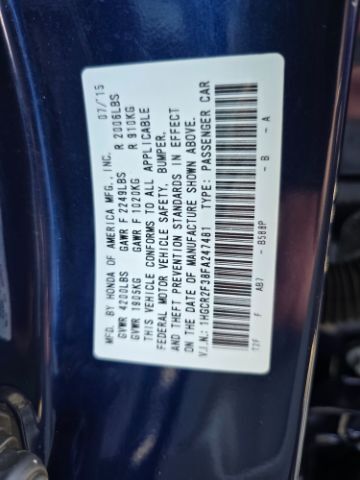 MFG. BY HONDA OF AMERICA MFG.,INC. 07/15
GVWR 4200LBS GAWR F 2249LBS R 2006LBS
GVWR 1905KG GAWR F 1020KG R 910KG
THIS VEHICLE CONFORMS TO ALL APPLICABLE
FEDERAL MOTOR VEHICLE SAFETY, BUMPER,
AND THEFT PREVENTION STANDARDS IN EFFECT
ON THE DATE OF MANUFACTURE SHOWN ABOVE.
V.I.N.: 1HGCR2F38FA247481 TYPE: PASSENGER CAR
F AB7 - B588P - B - A